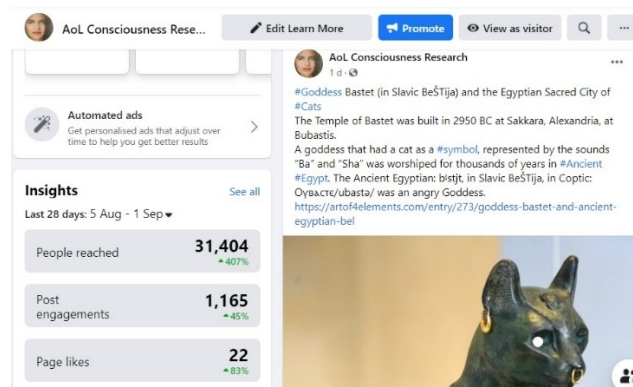 AoL Consciousness Rese...
Edit Learn More
Promote
View as visitor
...
Automated ads
Get personalised ads that adjust over
time to help you get better results
Insights
See all
Last 28 days: 5 Aug - 1 Sep
People reached
31,404
407%
Post
engagements
1,165
45%
Page likes
22
83%
AoL Consciousness Research
1 d ·
#Goddess Bastet (in Slavic BeŠTija) and the Egyptian Sacred City of
#Cats
The Temple of Bastet was built in 2950 BC at Sakkara, Alexandria, at
Bubastis.
A goddess that had a cat as a #symbol, represented by the sounds
"Ba" and "Sha" was worshiped for thousands of years in #Ancient
#Egypt. The Ancient Egyptian: bꜣstjt, in Slavic BeŠTija, in Coptic:
Ⲟⲩⲃⲁⲥⲧⲉ/ubastə/ was an angry Goddess.
https://artof4elements.com/entry/273/goddess-bastet-and-ancient-
egyptian-bel